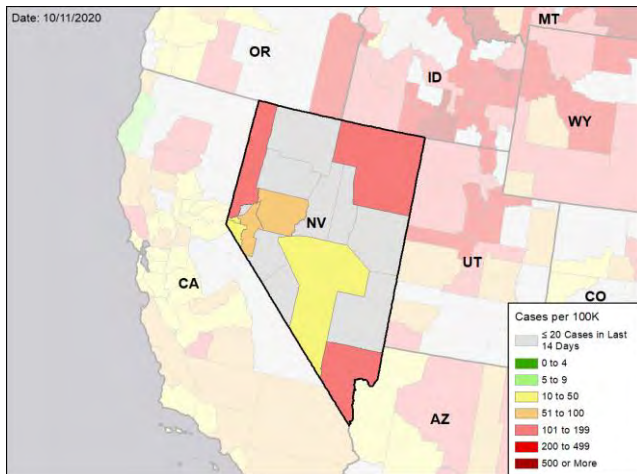 Date: 10/11/2020
MT
OR
ID
WY
NV
UT
CA
CO
AZ
Cases per 100K
≤ 20 Cases in Last
14 Days
0 to 4
5 to 9
10 to 50
51 to 100
101 to 199
200 to 499
500 or More